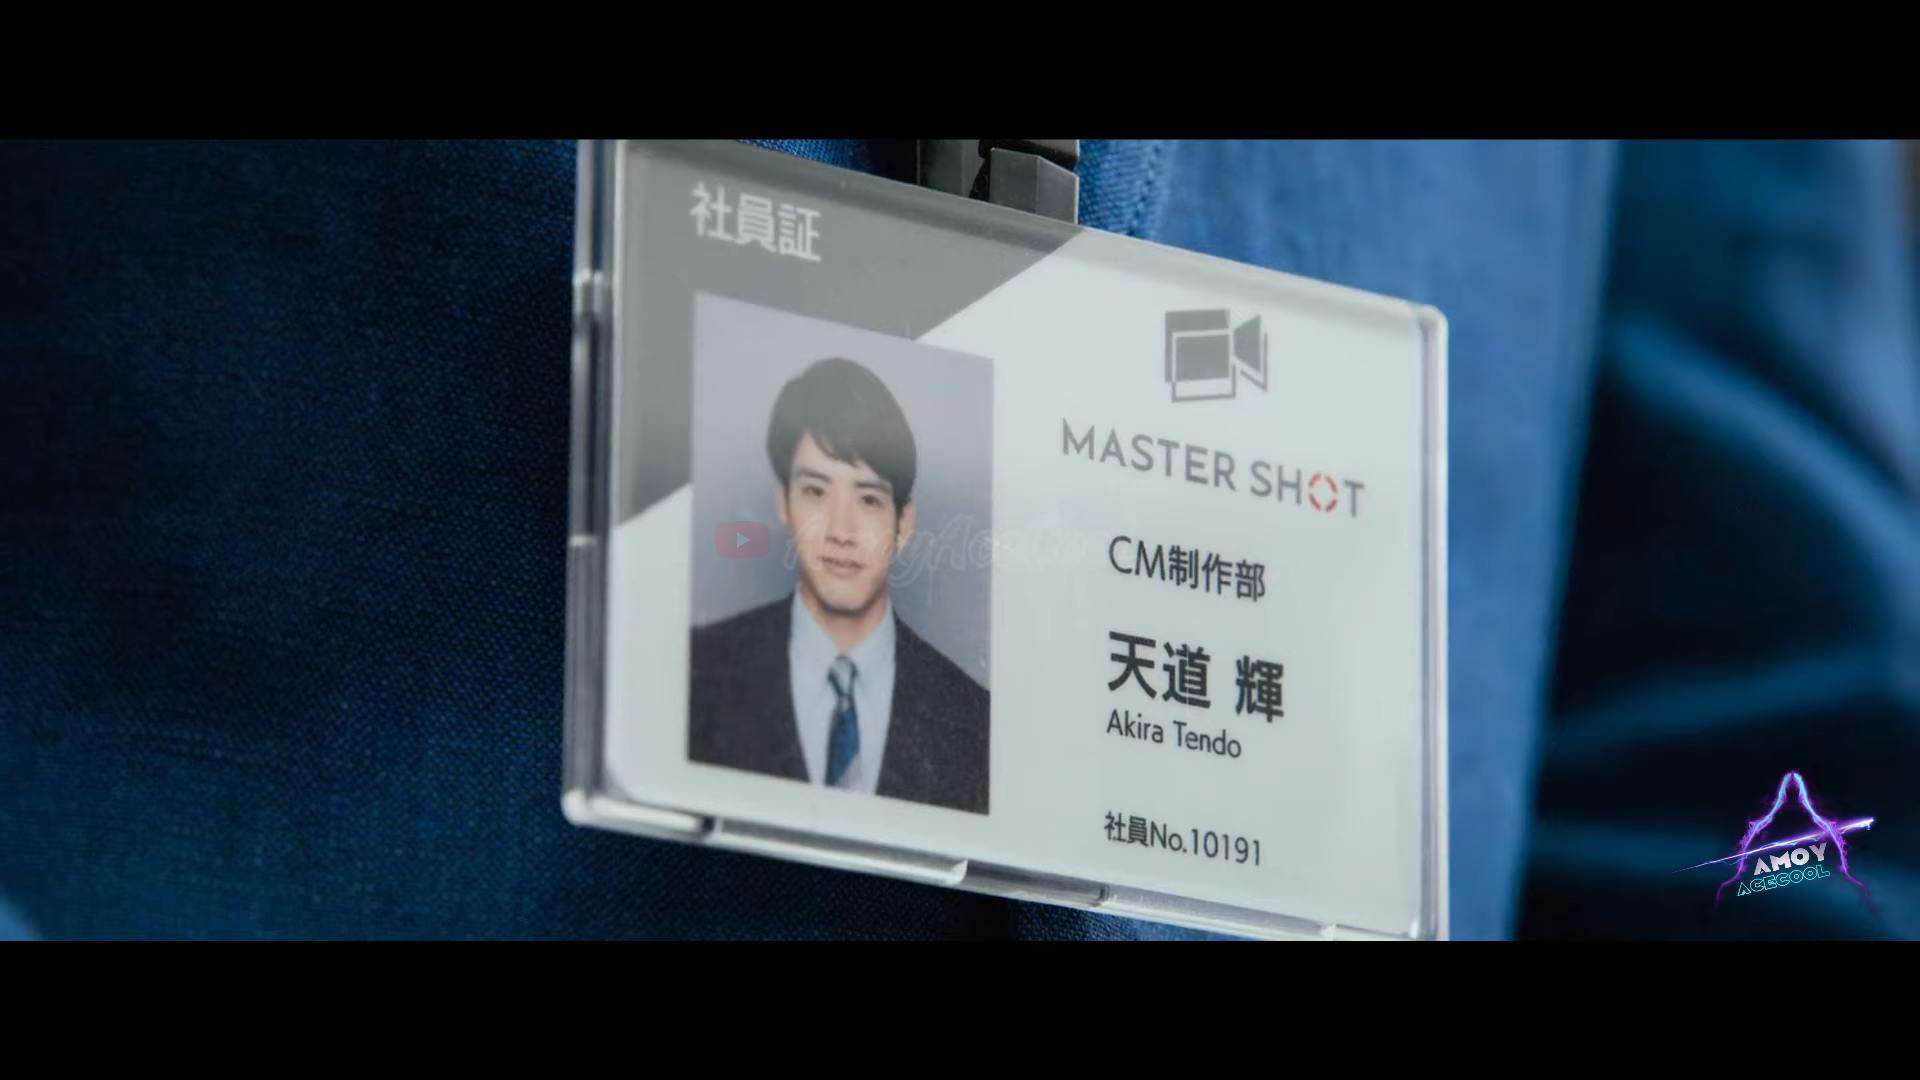 社員証
MASTER SHOT
CM制作部
天道 輝
Akira Tendo
社員No.10191
AMOY
ACECOOL